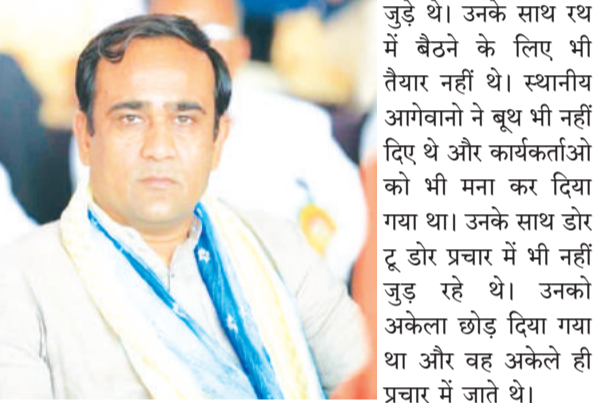 जुड़े थे। उनके साथ रथ
में बैठने के लिए भी
तैयार नहीं थे। स्थानीय
आगेवानो ने बूथ भी नहीं
दिए थे और कार्यकर्ताओ
को भी मना कर दिया
गया था। उनके साथ डोर
टू डोर प्रचार में भी नहीं
जुड़ रहे थे। उनको
अकेला छोड़ दिया गया
था और वह अकेले ही
प्रचार में जाते थे।